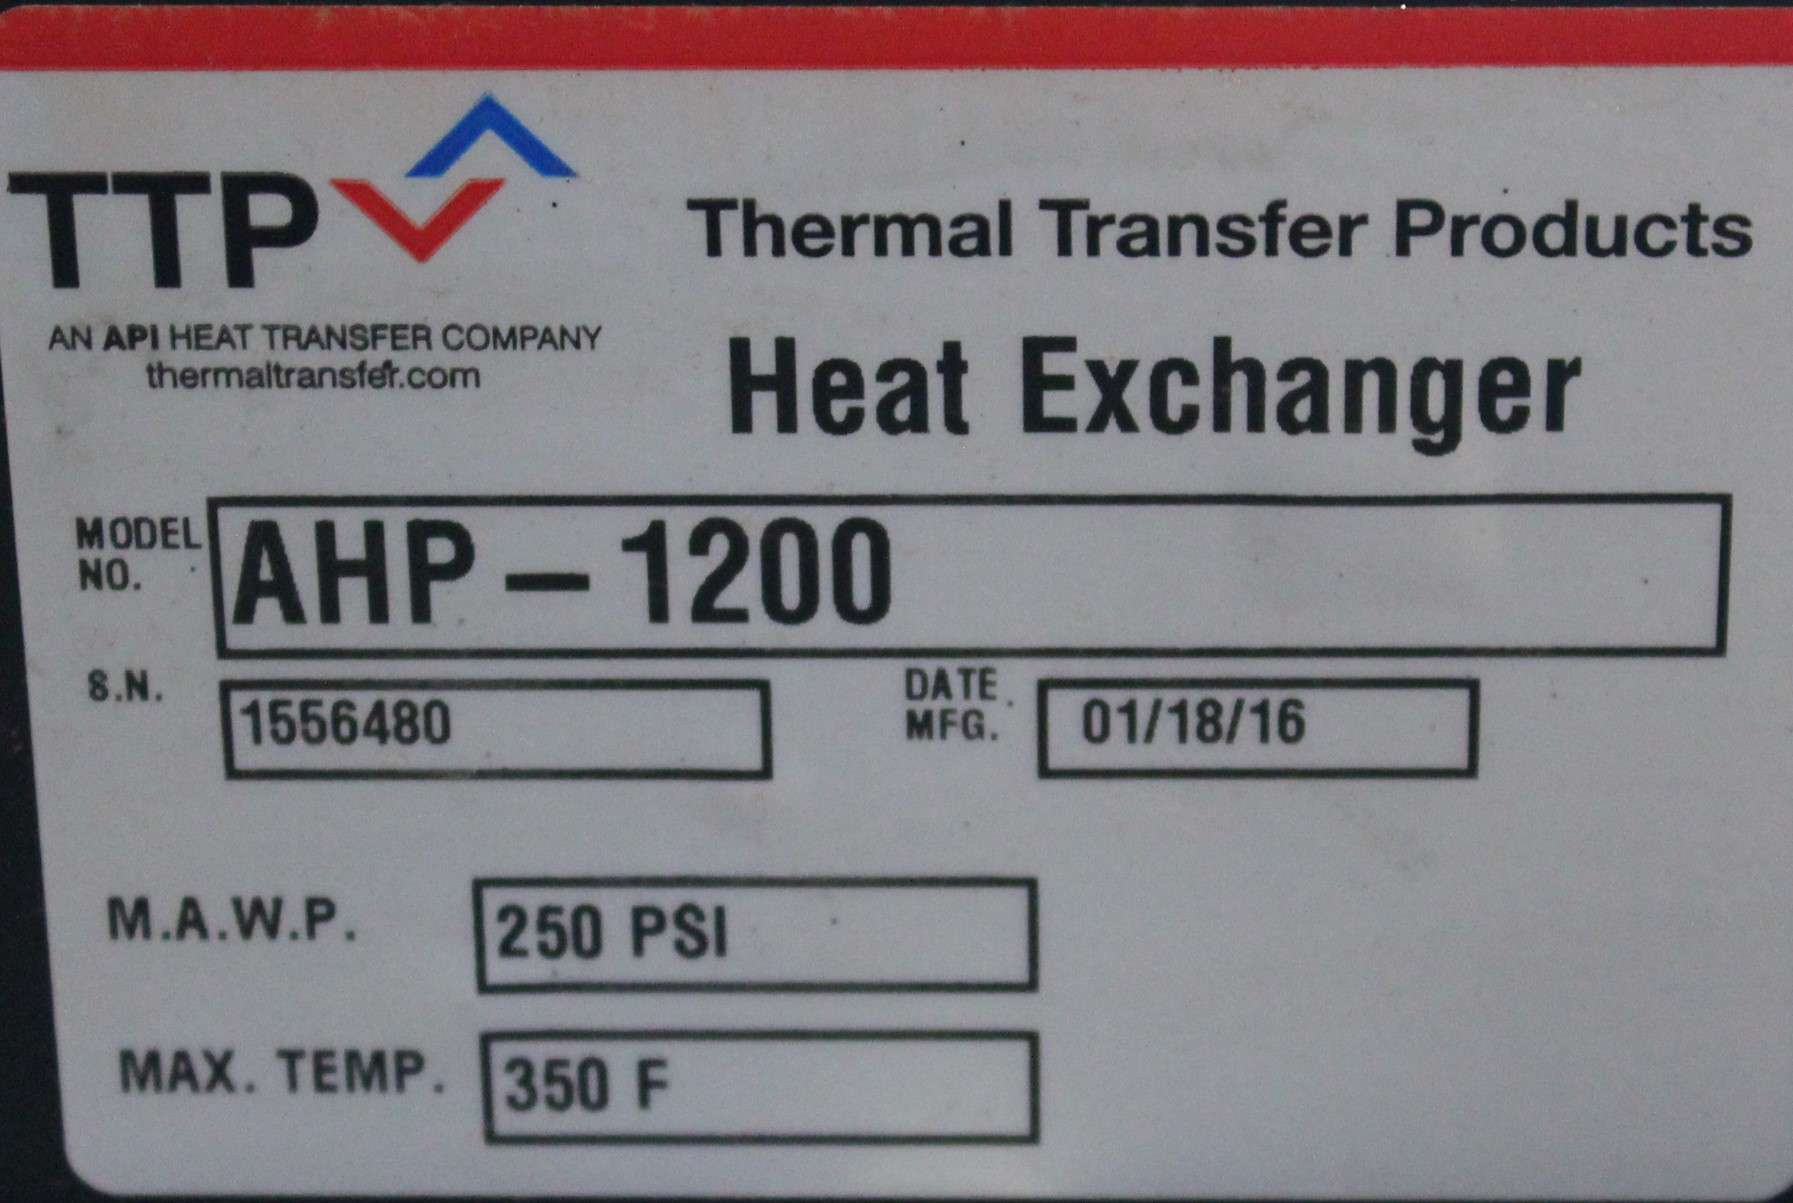 TTP
AN API HEAT TRANSFER COMPANY
thermaltransfer.com
Thermal Transfer Products
Heat Exchanger
MODEL NO. AHP – 1200
S.N. 1556480
DATE MFG. 01/18/16
M.A.W.P. 250 PSI
MAX. TEMP. 350 F